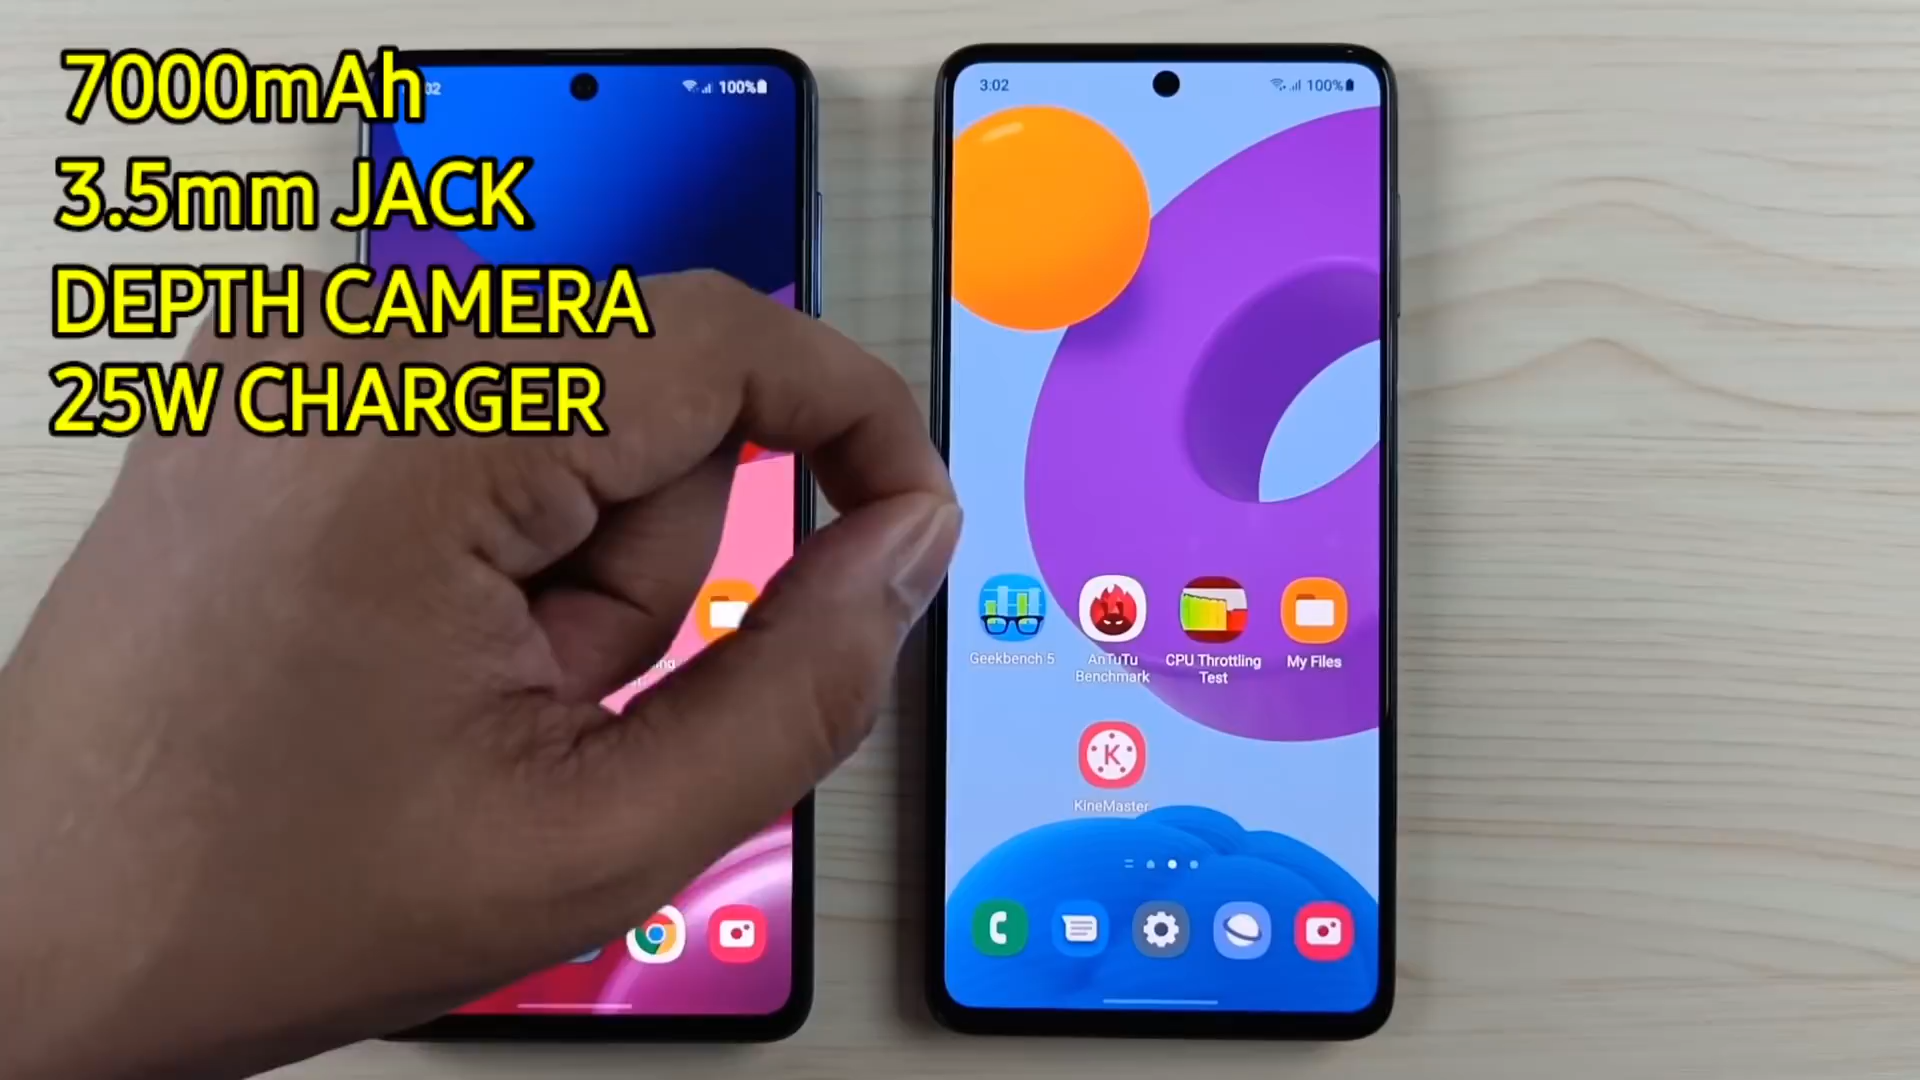 7000mAh
3.5mm JACK
DEPTH CAMERA
25W CHARGER
02
100%
3:02
100%
Geekbench 5
AnTuTu
Benchmark
CPU Throttling
Test
My Files
K
KineMaster